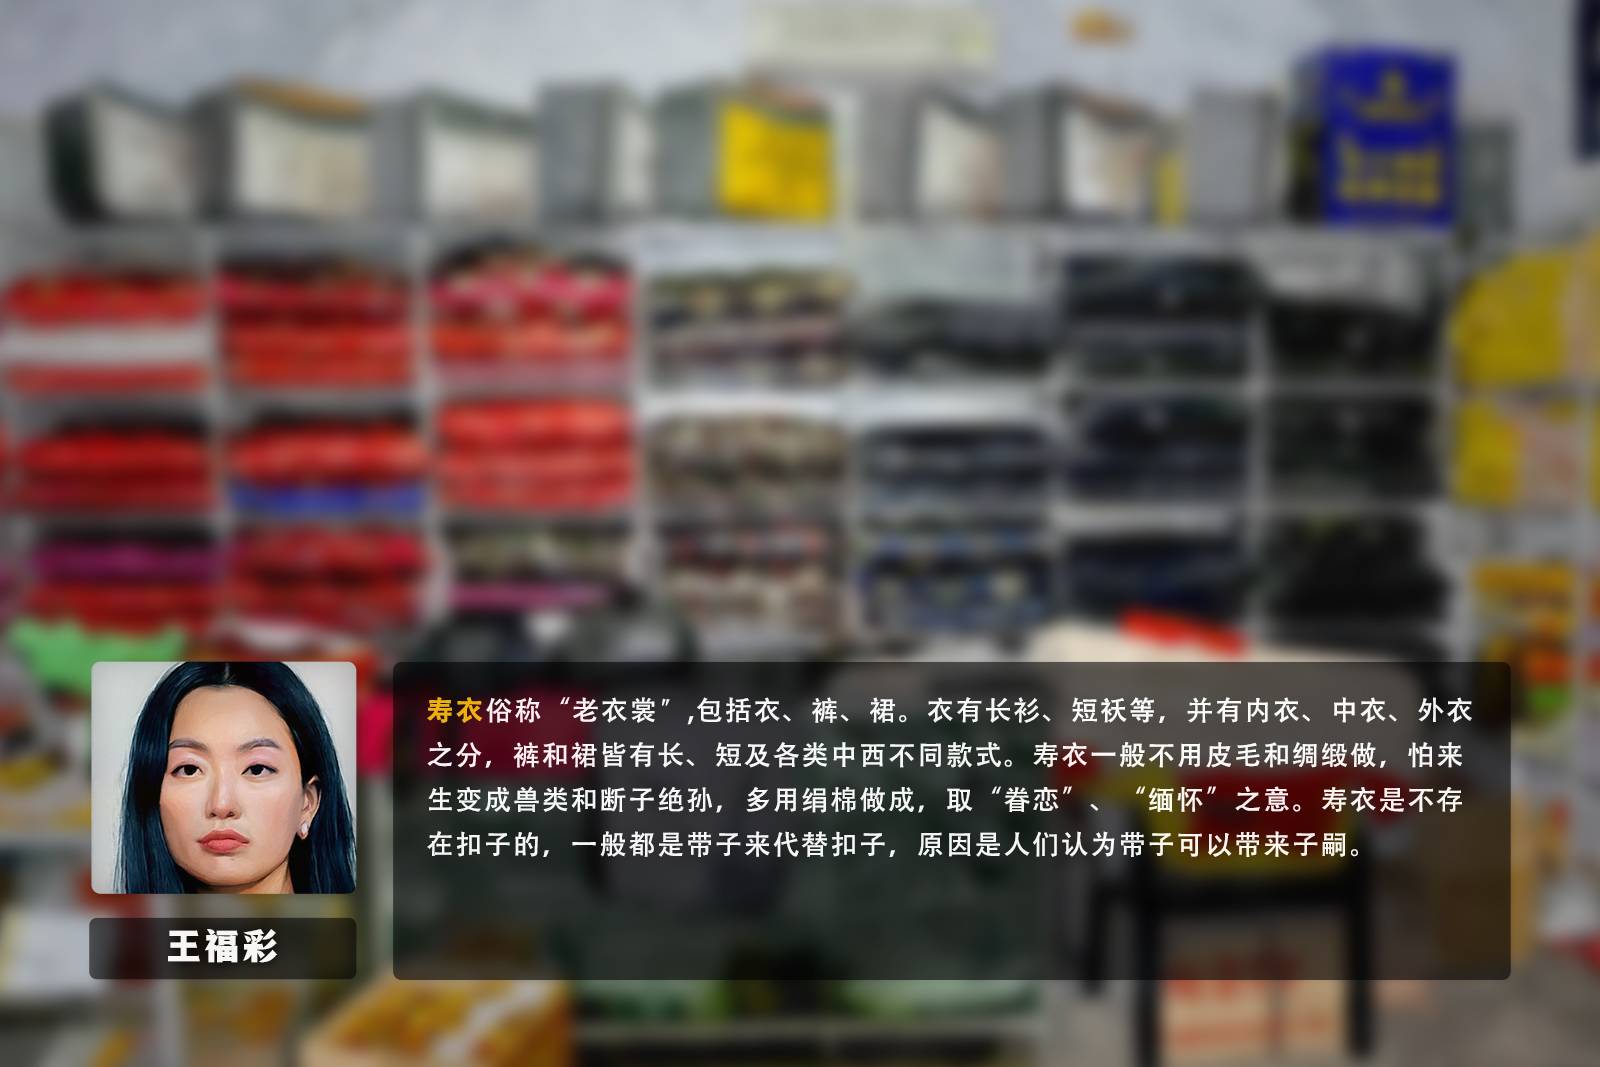 寿衣俗称“老衣裳”,包括衣、裤、裙。衣有长衫、短袄等，并有内衣、中衣、外衣
之分，裤和裙皆有长、短及各类中西不同款式。寿衣一般不用皮毛和绸缎做，怕来
生变成兽类和断子绝孙，多用绢棉做成，取“眷恋”、“缅怀”之意。寿衣是不存
在扣子的，一般都是带子来代替扣子，原因是人们认为带子可以带来子嗣。
王福彩